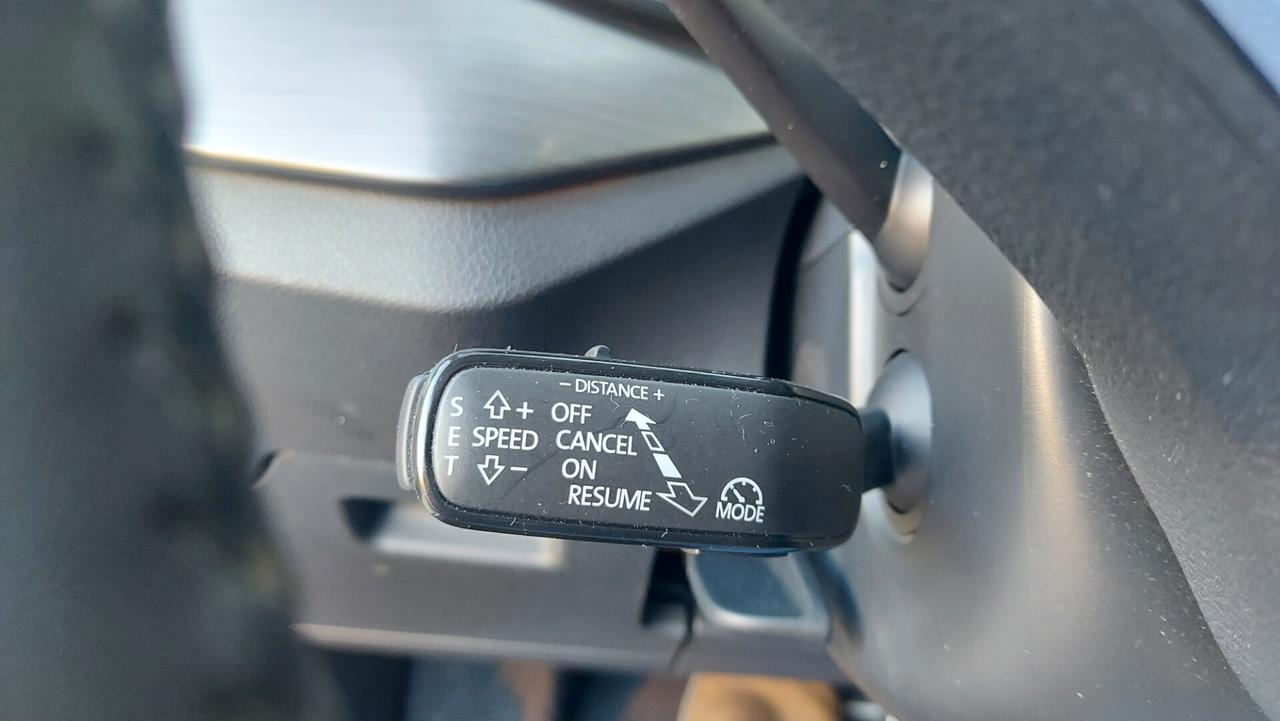 − DISTANCE +
S + OFF
E SPEED CANCEL
T − ON
RESUME
MODE